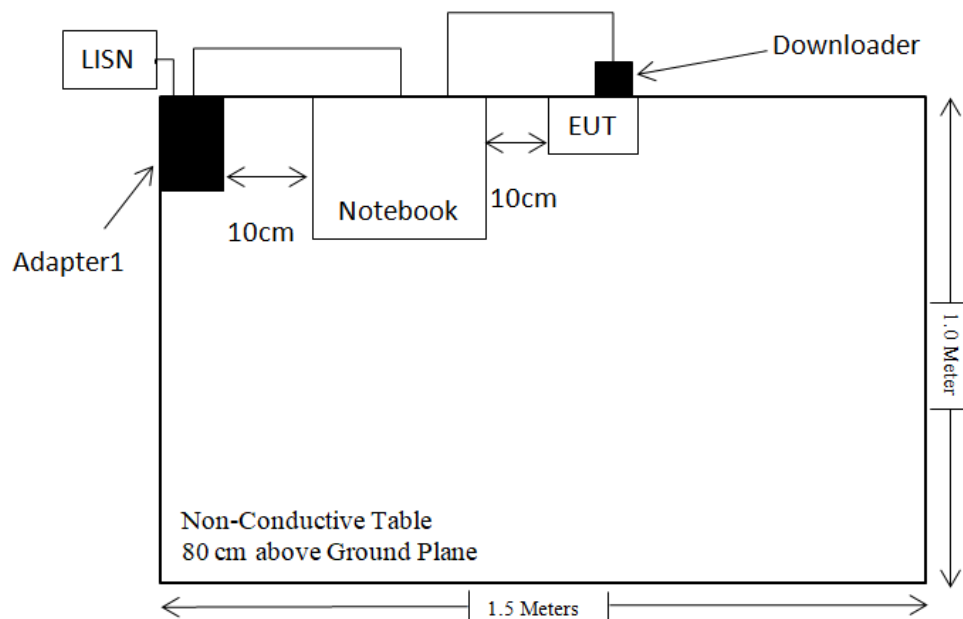 LISN
Downloader
EUT
Notebook
10cm
10cm
Adapter1
1.0 Meter
Non-Conductive Table
80 cm above Ground Plane
1.5 Meters